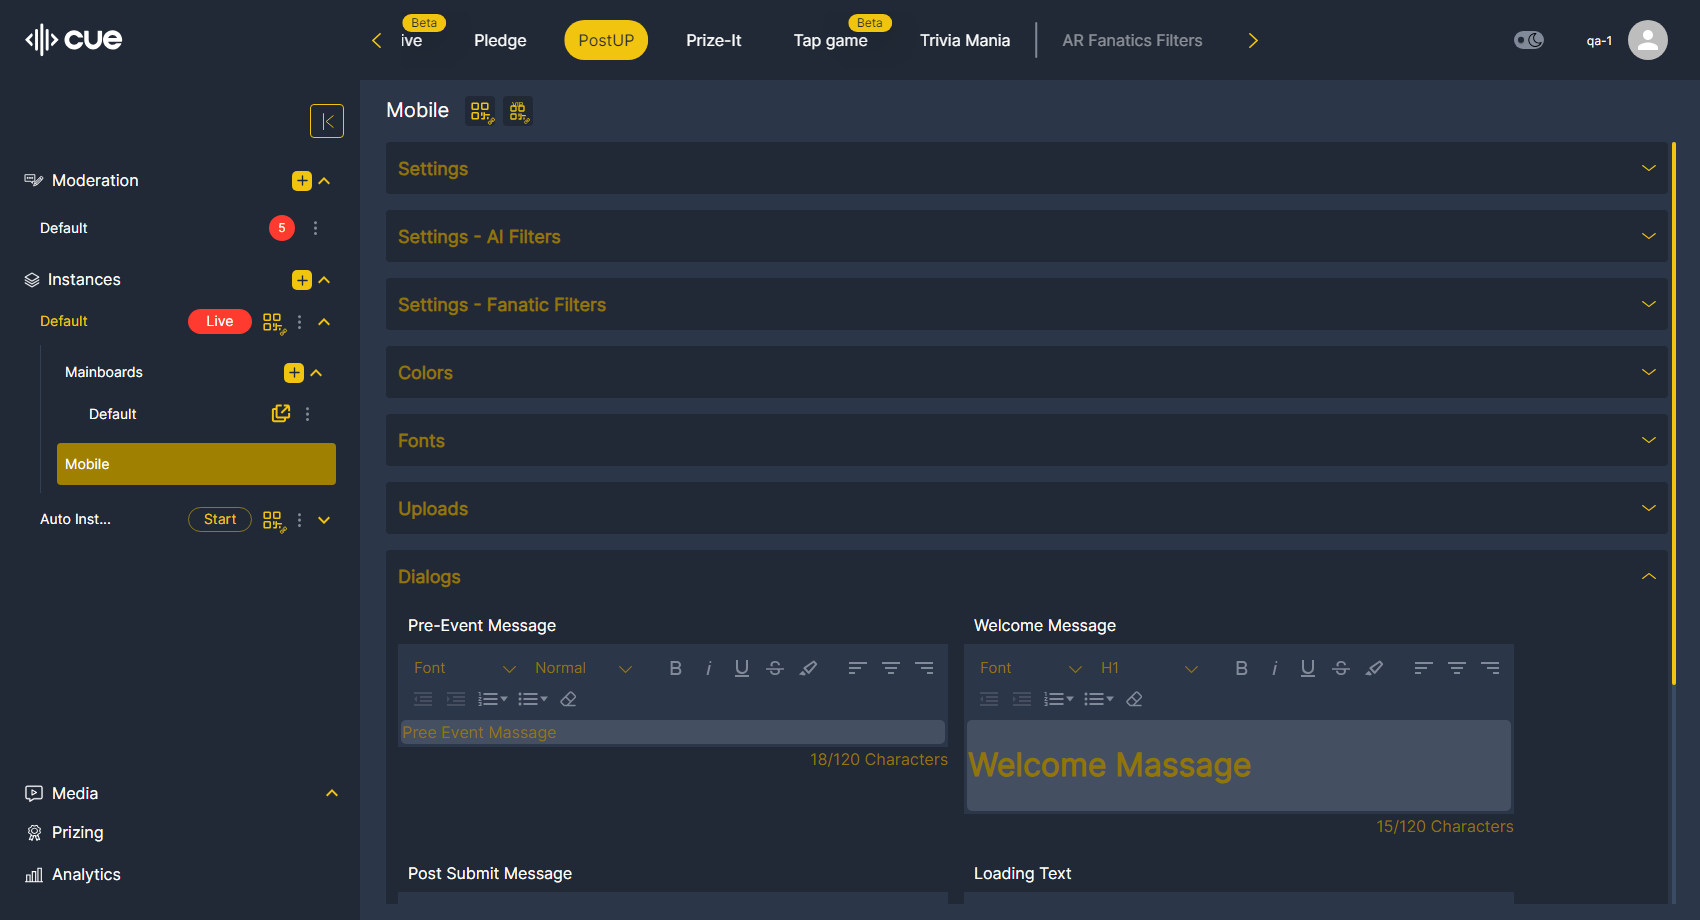 cue
Beta
ive
Pledge
PostUP
Prize-It
Beta
Tap game
Trivia Mania
AR Fanatics Filters
qa-1
Moderation
Default
5
Instances
Default
Live
Mainboards
Default
Mobile
Auto Inst...
Start
Media
Prizing
Analytics
Mobile
VIP
Settings
Settings - AI Filters
Settings - Fanatic Filters
Colors
Fonts
Uploads
Dialogs
Pre-Event Message
Font
Normal
Pree Event Massage
18/120 Characters
Welcome Message
Font
H1
Welcome Massage
15/120 Characters
Post Submit Message
Loading Text